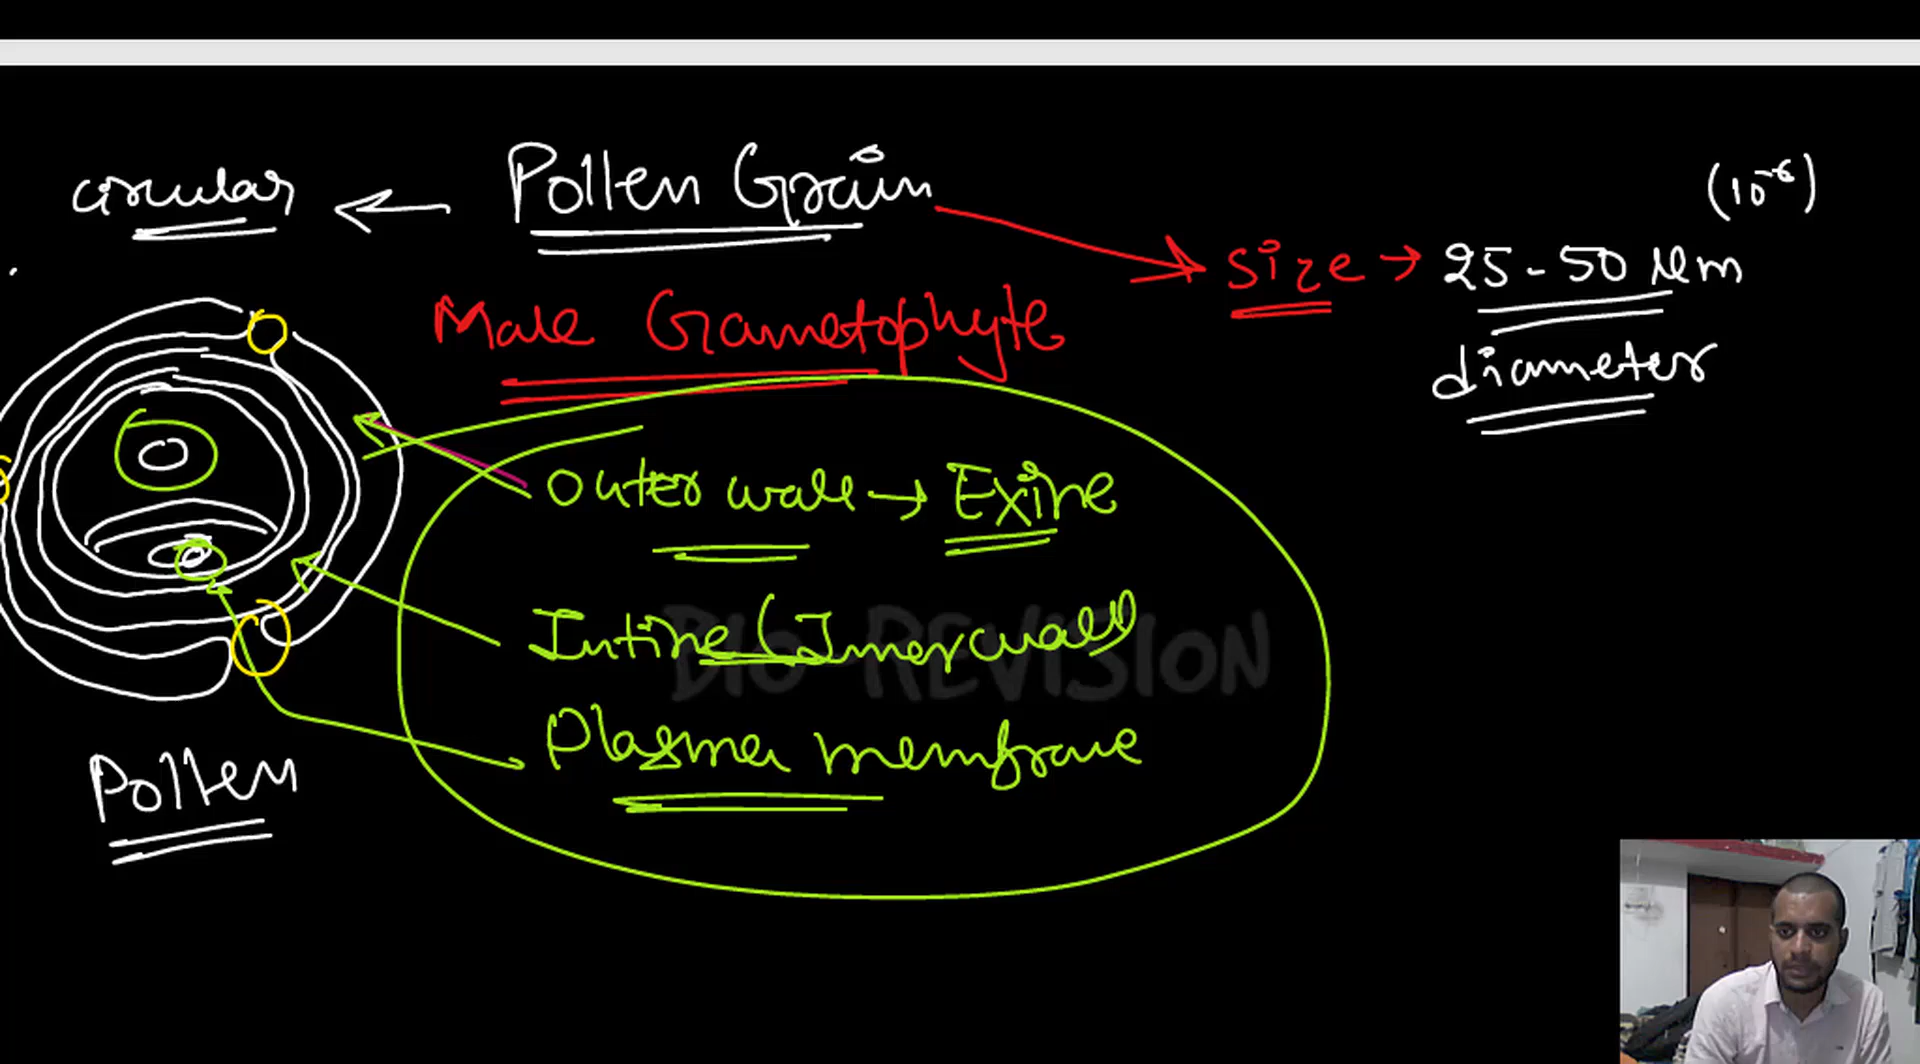 circular ← Pollen Grain
(10⁻⁶)
Size → 25-50 μm
diameter
Male Gametophyte
Outer wall → Exine
Intine (Inner wall)
BIO REVISION
Plasma membrane
Pollen